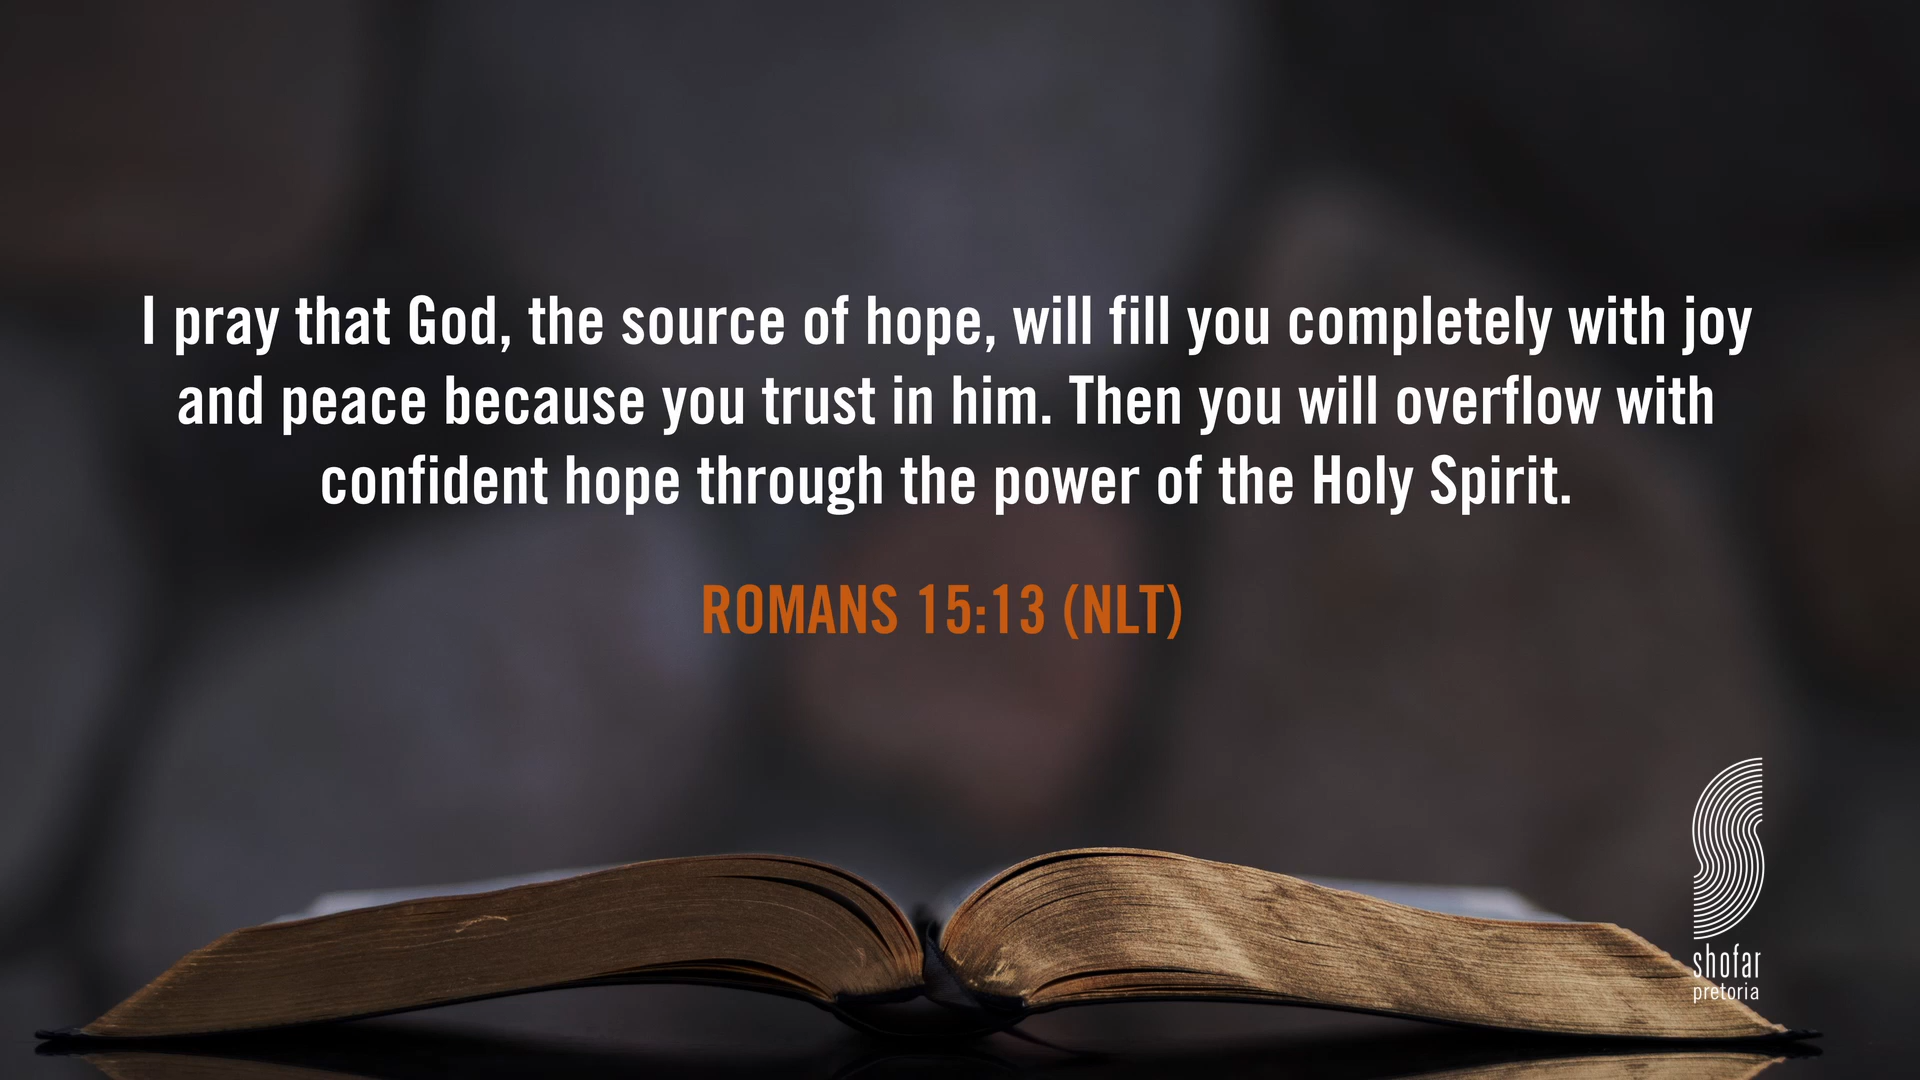 I pray that God, the source of hope, will fill you completely with joy
and peace because you trust in him. Then you will overflow with
confident hope through the power of the Holy Spirit.
ROMANS 15:13 (NLT)
shofar
pretoria